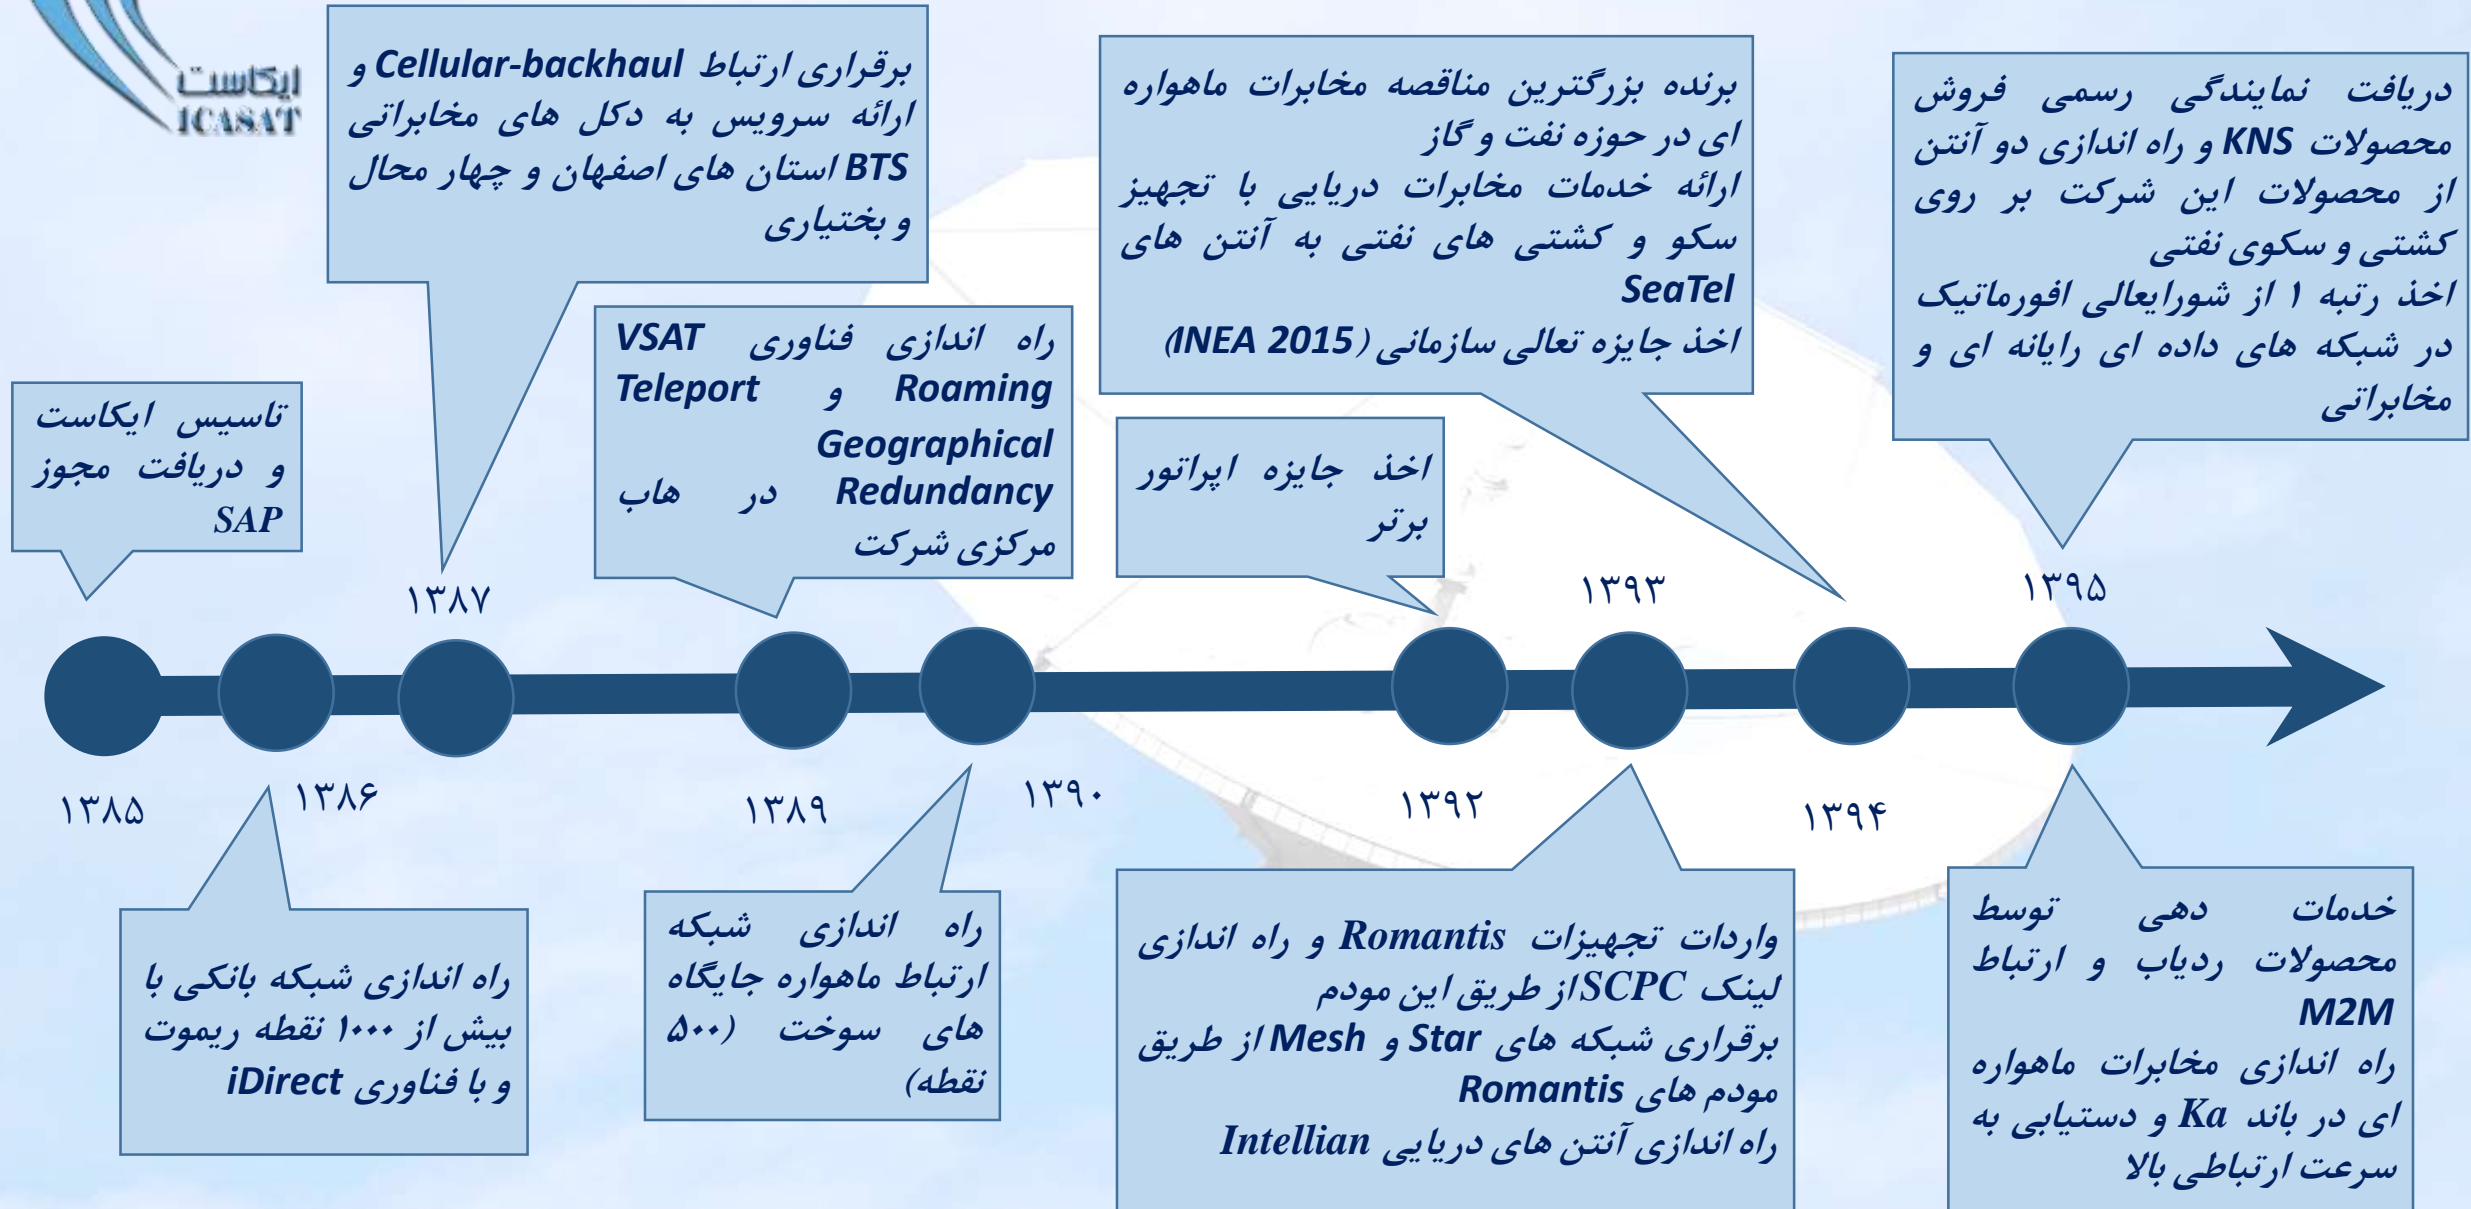 ایکاست
ICASAT
برقراری ارتباط Cellular-backhaul و
ارائه سرویس به دکل های مخابراتی
BTS استان های اصفهان و چهار محال
و بختیاری
برنده بزرگترین مناقصه مخابرات ماهواره
ای در حوزه نفت و گاز
ارائه خدمات مخابرات دریایی با تجهیز
سکو و کشتی های نفتی به آنتن های
SeaTel
اخذ جایزه تعالی سازمانی (INEA 2015)
دریافت نمایندگی رسمی فروش
محصولات KNS و راه اندازی دو آنتن
از محصولات این شرکت بر روی
کشتی و سکوی نفتی
اخذ رتبه ۱ از شورایعالی افورماتیک
در شبکه های داده ای رایانه ای و
مخابراتی
تاسیس ایکاست
و دریافت مجوز
SAP
راه اندازی فناوری VSAT
Roaming و Teleport
Geographical
Redundancy در هاب
مرکزی شرکت
اخذ جایزه اپراتور
برتر
۱۳۸۷
۱۳۹۳
۱۳۹۵
۱۳۸۵
۱۳۸۶
۱۳۸۹
۱۳۹۰
۱۳۹۲
۱۳۹۴
راه اندازی شبکه بانکی با
بیش از ۱۰۰۰ نقطه ریموت
و با فناوری iDirect
راه اندازی شبکه
ارتباط ماهواره جایگاه
های سوخت (۵۰۰
نقطه)
واردات تجهیزات Romantis و راه اندازی
لینک SCPC از طریق این مودم
برقراری شبکه های Star و Mesh از طریق
مودم های Romantis
راه اندازی آنتن های دریایی Intellian
خدمات دهی توسط
محصولات ردیاب و ارتباط
M2M
راه اندازی مخابرات ماهواره
ای در باند Ka و دستیابی به
سرعت ارتباطی بالا